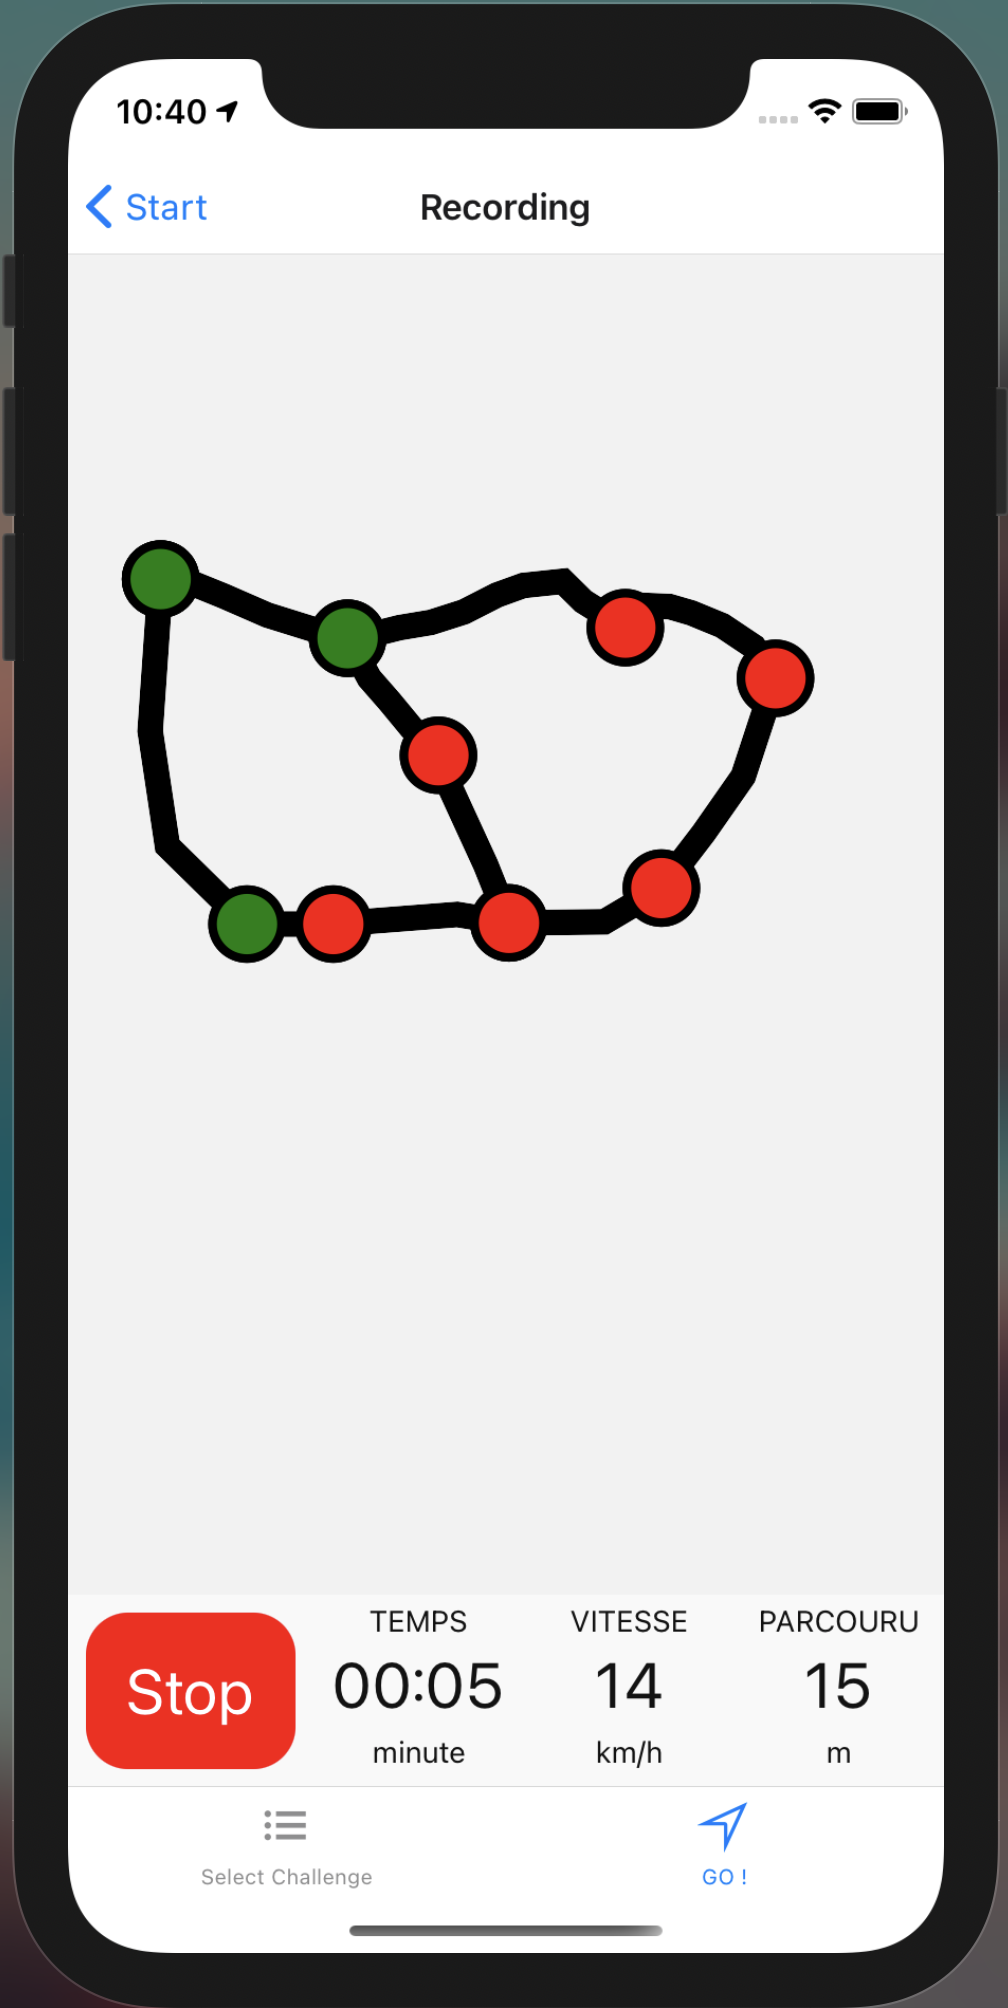 10:40
Start
Recording
Stop
TEMPS
00:05
minute
VITESSE
14
km/h
PARCOURU
15
m
Select Challenge
GO !